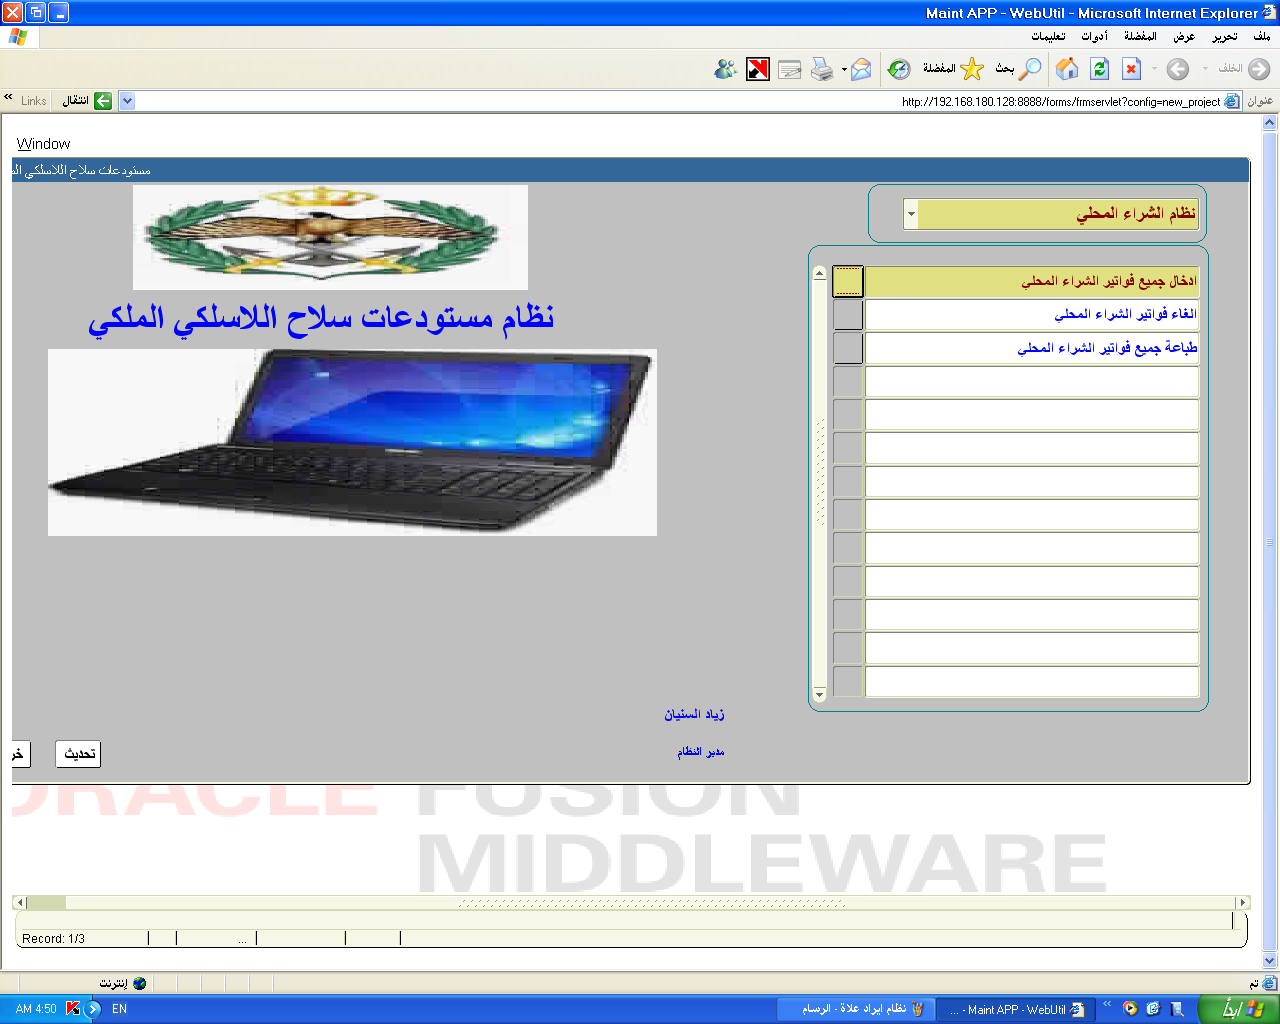 Maint APP - WebUtil - Microsoft Internet Explorer
ملف تحرير عرض المفضلة أدوات تعليمات
الخلف بحث المفضلة
عنوان http://192.168.180.128:8888/forms/frmservlet?config=new_project انتقال Links
Window
مستودعات سلاح اللاسلكي
نظام الشراء المحلي
ادخال جميع فواتير الشراء المحلي
الغاء فواتير الشراء المحلي
طباعة جميع فواتير الشراء المحلي
نظام مستودعات سلاح اللاسلكي الملكي
زياد السنيان
مدير النظام
تحديث
ORACLE FUSION
MIDDLEWARE
Record: 1/3 ...
تم إنترنت
ابدأ Maint APP - WebUtil - ... نظام ايراد علاة - الرسام EN 4:50 AM